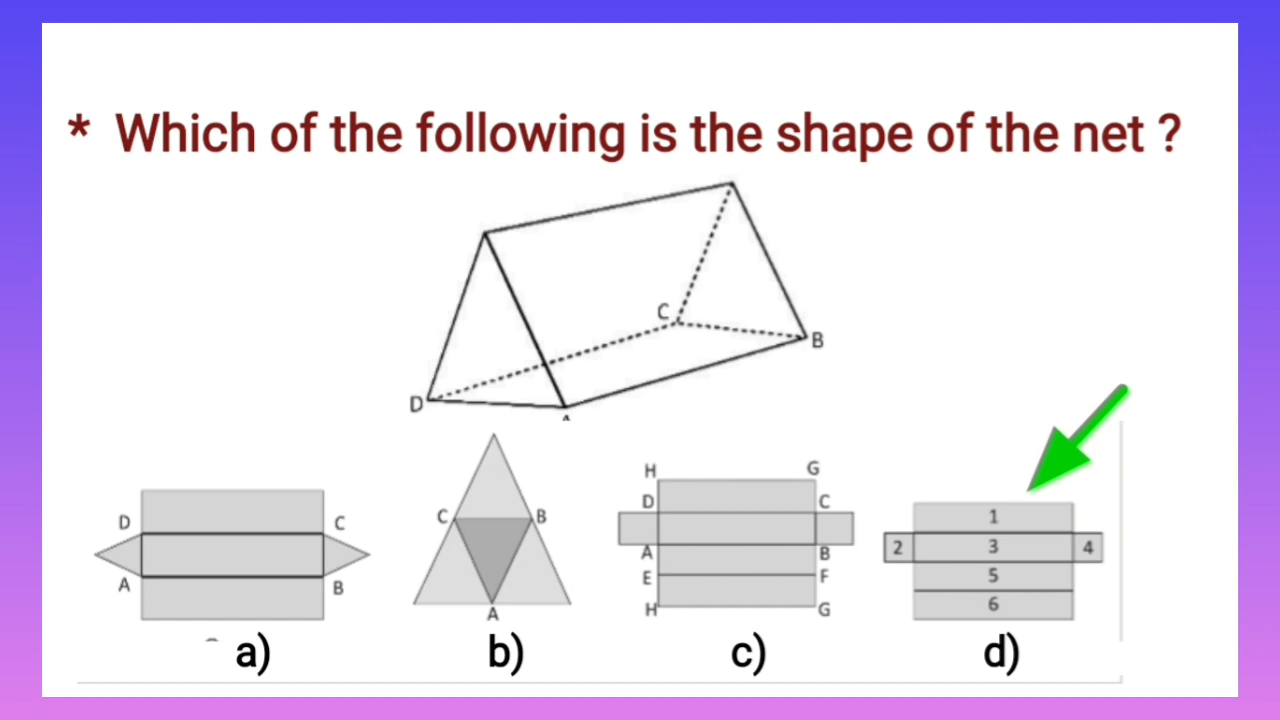 * Which of the following is the shape of the net ?
C
B
D
D
C
A
B
C
B
A
H
G
D
C
A
B
E
F
H
G
1
2 3 4
5
6
a) b) c) d)